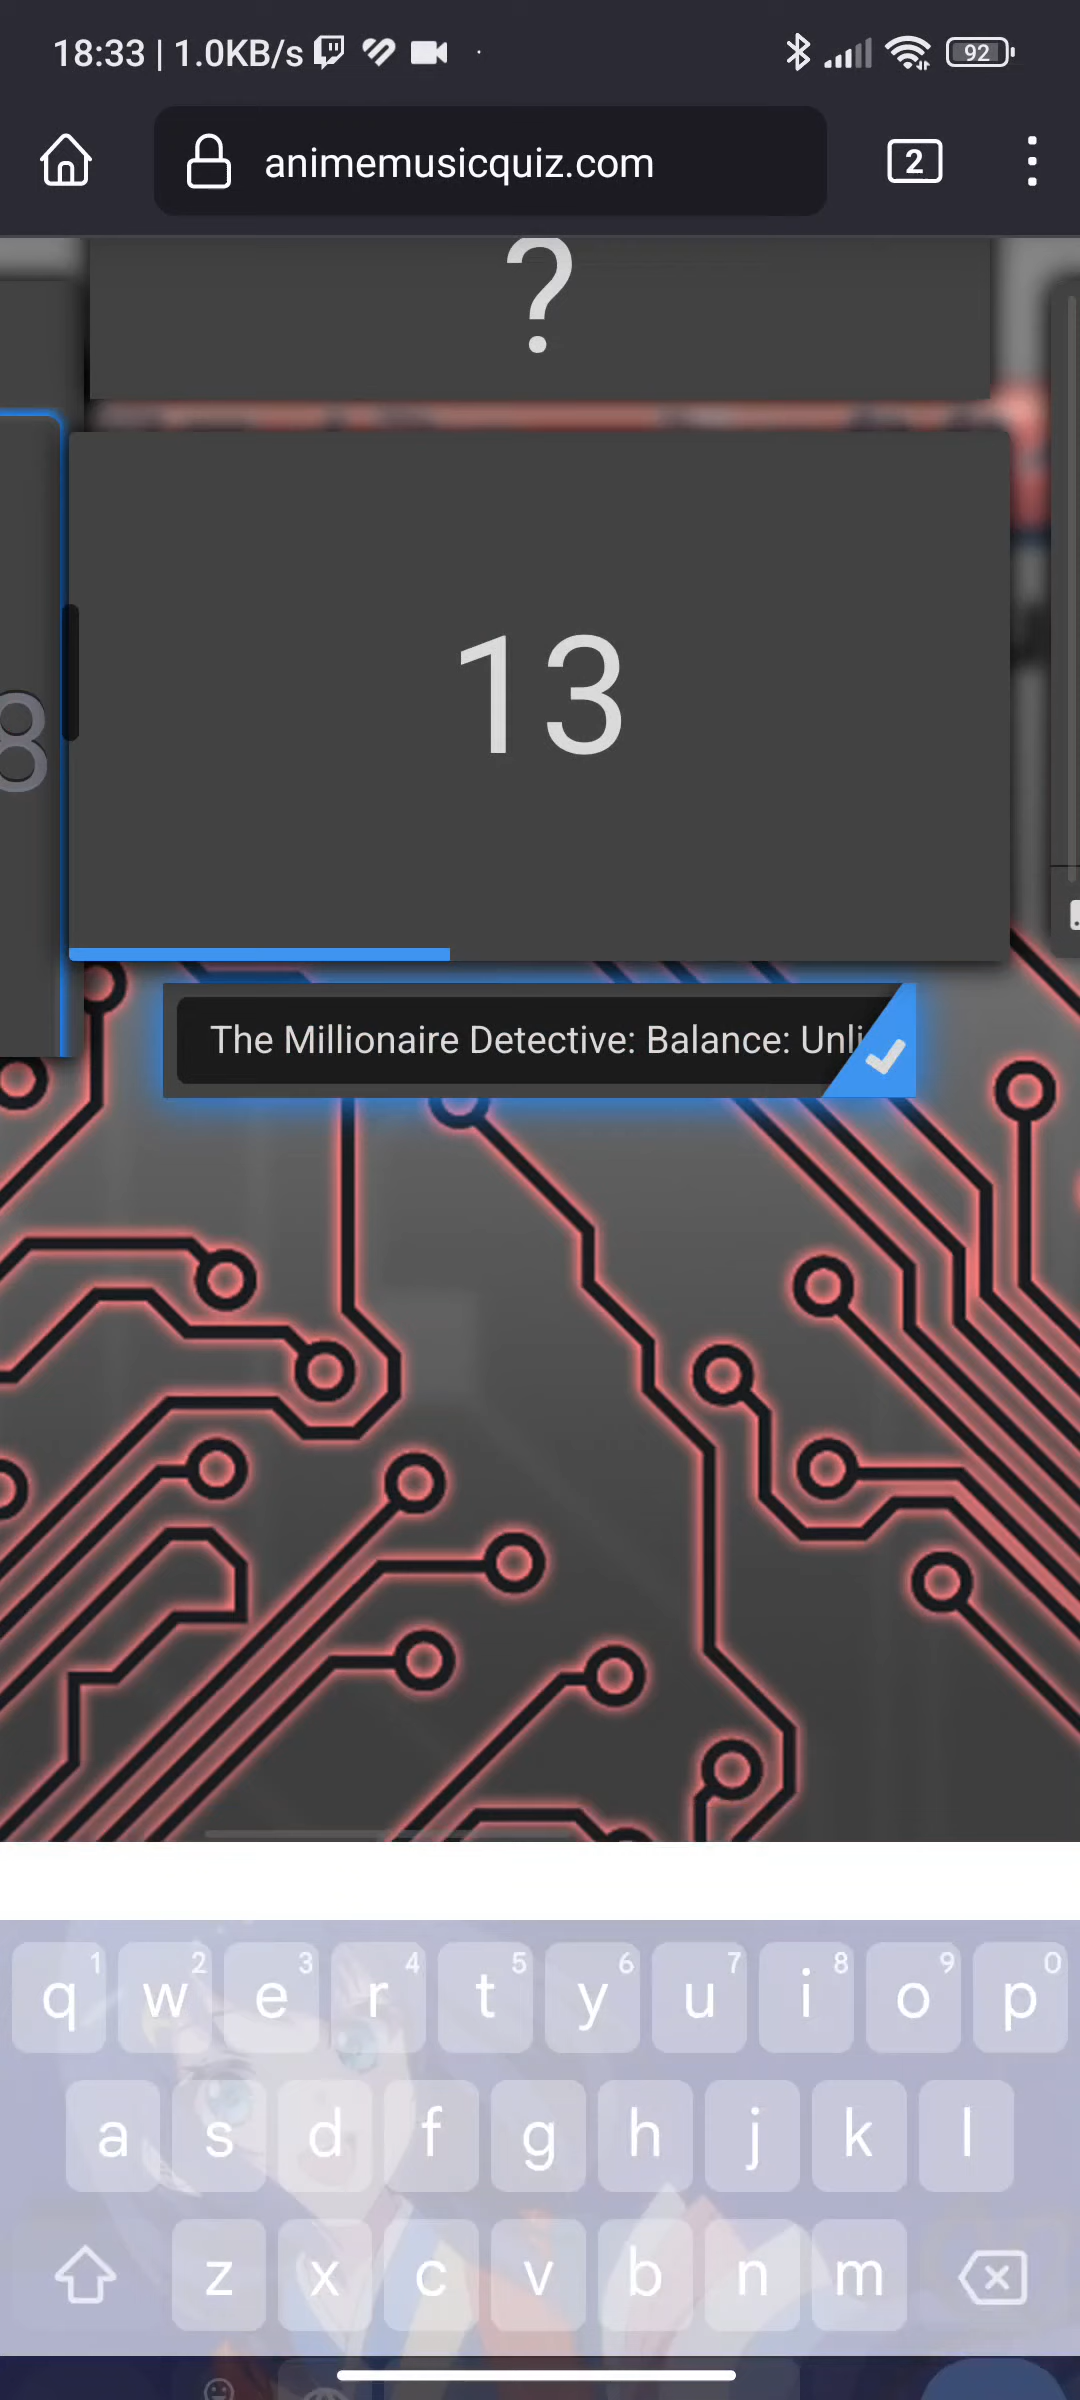 18:33 | 1.0KB/s
92
animemusicquiz.com
2
?
13
8
The Millionaire Detective: Balance: Unli
1 2 3 4 5 6 7 8 9 0
q w e r t y u i o p
a s d f g h j k l
z x c v b n m